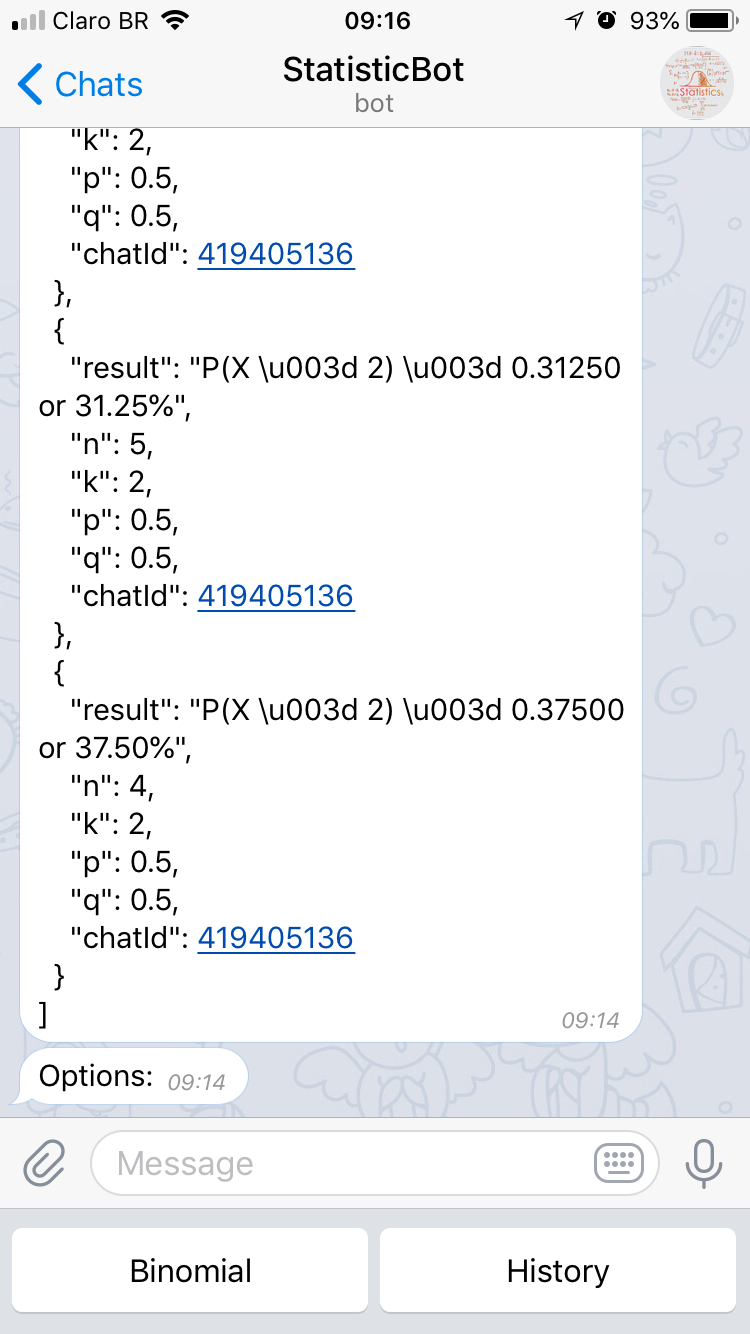 Claro BR
09:16
93%
Chats
StatisticBot
bot
Statistics
"k": 2,
"p": 0.5,
"q": 0.5,
"chatId": 419405136
},
{
"result": "P(X \u003d 2) \u003d 0.31250
or 31.25%",
"n": 5,
"k": 2,
"p": 0.5,
"q": 0.5,
"chatId": 419405136
},
{
"result": "P(X \u003d 2) \u003d 0.37500
or 37.50%",
"n": 4,
"k": 2,
"p": 0.5,
"q": 0.5,
"chatId": 419405136
}
]
09:14
Options: 09:14
Message
Binomial
History